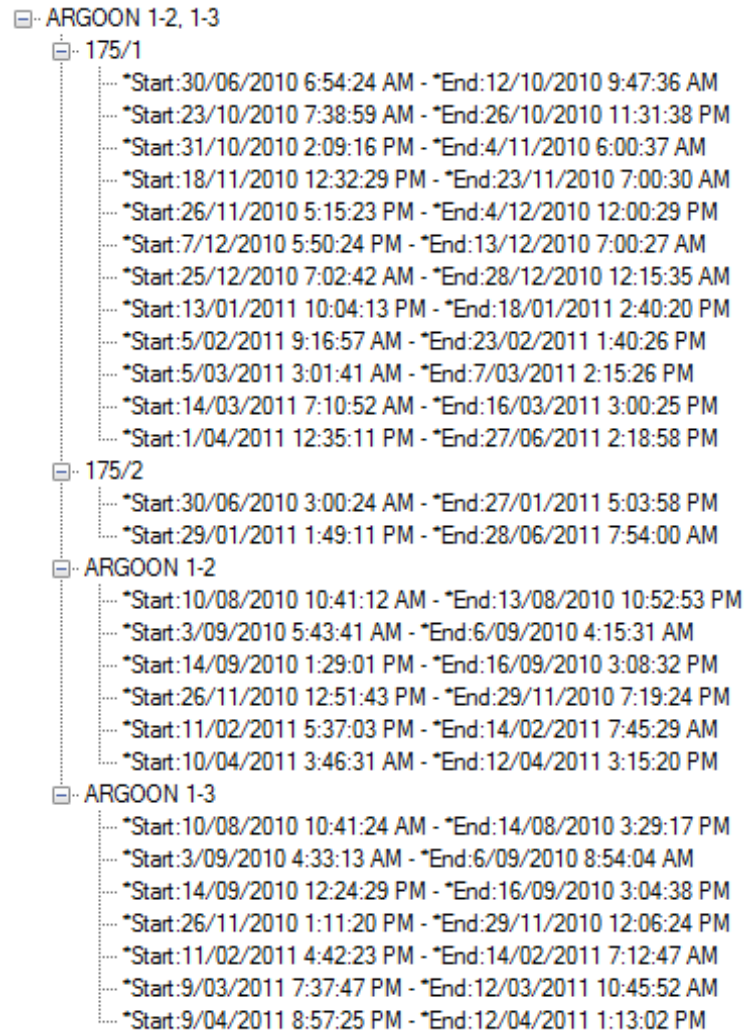 ARGOON 1-2, 1-3
175/1
*Start:30/06/2010 6:54:24 AM - *End:12/10/2010 9:47:36 AM
*Start:23/10/2010 7:38:59 AM - *End:26/10/2010 11:31:38 PM
*Start:31/10/2010 2:09:16 PM - *End:4/11/2010 6:00:37 AM
*Start:18/11/2010 12:32:29 PM - *End:23/11/2010 7:00:30 AM
*Start:26/11/2010 5:15:23 PM - *End:4/12/2010 12:00:29 PM
*Start:7/12/2010 5:50:24 PM - *End:13/12/2010 7:00:27 AM
*Start:25/12/2010 7:02:42 AM - *End:28/12/2010 12:15:35 AM
*Start:13/01/2011 10:04:13 PM - *End:18/01/2011 2:40:20 PM
*Start:5/02/2011 9:16:57 AM - *End:23/02/2011 1:40:26 PM
*Start:5/03/2011 3:01:41 AM - *End:7/03/2011 2:15:26 PM
*Start:14/03/2011 7:10:52 AM - *End:16/03/2011 3:00:25 PM
*Start:1/04/2011 12:35:11 PM - *End:27/06/2011 2:18:58 PM
175/2
*Start:30/06/2010 3:00:24 AM - *End:27/01/2011 5:03:58 PM
*Start:29/01/2011 1:49:11 PM - *End:28/06/2011 7:54:00 AM
ARGOON 1-2
*Start:10/08/2010 10:41:12 AM - *End:13/08/2010 10:52:53 PM
*Start:3/09/2010 5:43:41 AM - *End:6/09/2010 4:15:31 AM
*Start:14/09/2010 1:29:01 PM - *End:16/09/2010 3:08:32 PM
*Start:26/11/2010 12:51:43 PM - *End:29/11/2010 7:19:24 PM
*Start:11/02/2011 5:37:03 PM - *End:14/02/2011 7:45:29 AM
*Start:10/04/2011 3:46:31 AM - *End:12/04/2011 3:15:20 PM
ARGOON 1-3
*Start:10/08/2010 10:41:24 AM - *End:14/08/2010 3:29:17 PM
*Start:3/09/2010 4:33:13 AM - *End:6/09/2010 8:54:04 AM
*Start:14/09/2010 12:24:29 PM - *End:16/09/2010 3:04:38 PM
*Start:26/11/2010 1:11:20 PM - *End:29/11/2010 12:06:24 PM
*Start:11/02/2011 4:42:23 PM - *End:14/02/2011 7:12:47 AM
*Start:9/03/2011 7:37:47 PM - *End:12/03/2011 10:45:52 AM
*Start:9/04/2011 8:57:25 PM - *End:12/04/2011 1:13:02 PM